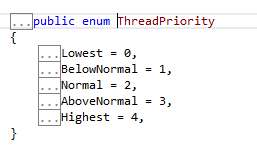 ...public enum ThreadPriority
{
...Lowest = 0,
...BelowNormal = 1,
...Normal = 2,
...AboveNormal = 3,
...Highest = 4,
}